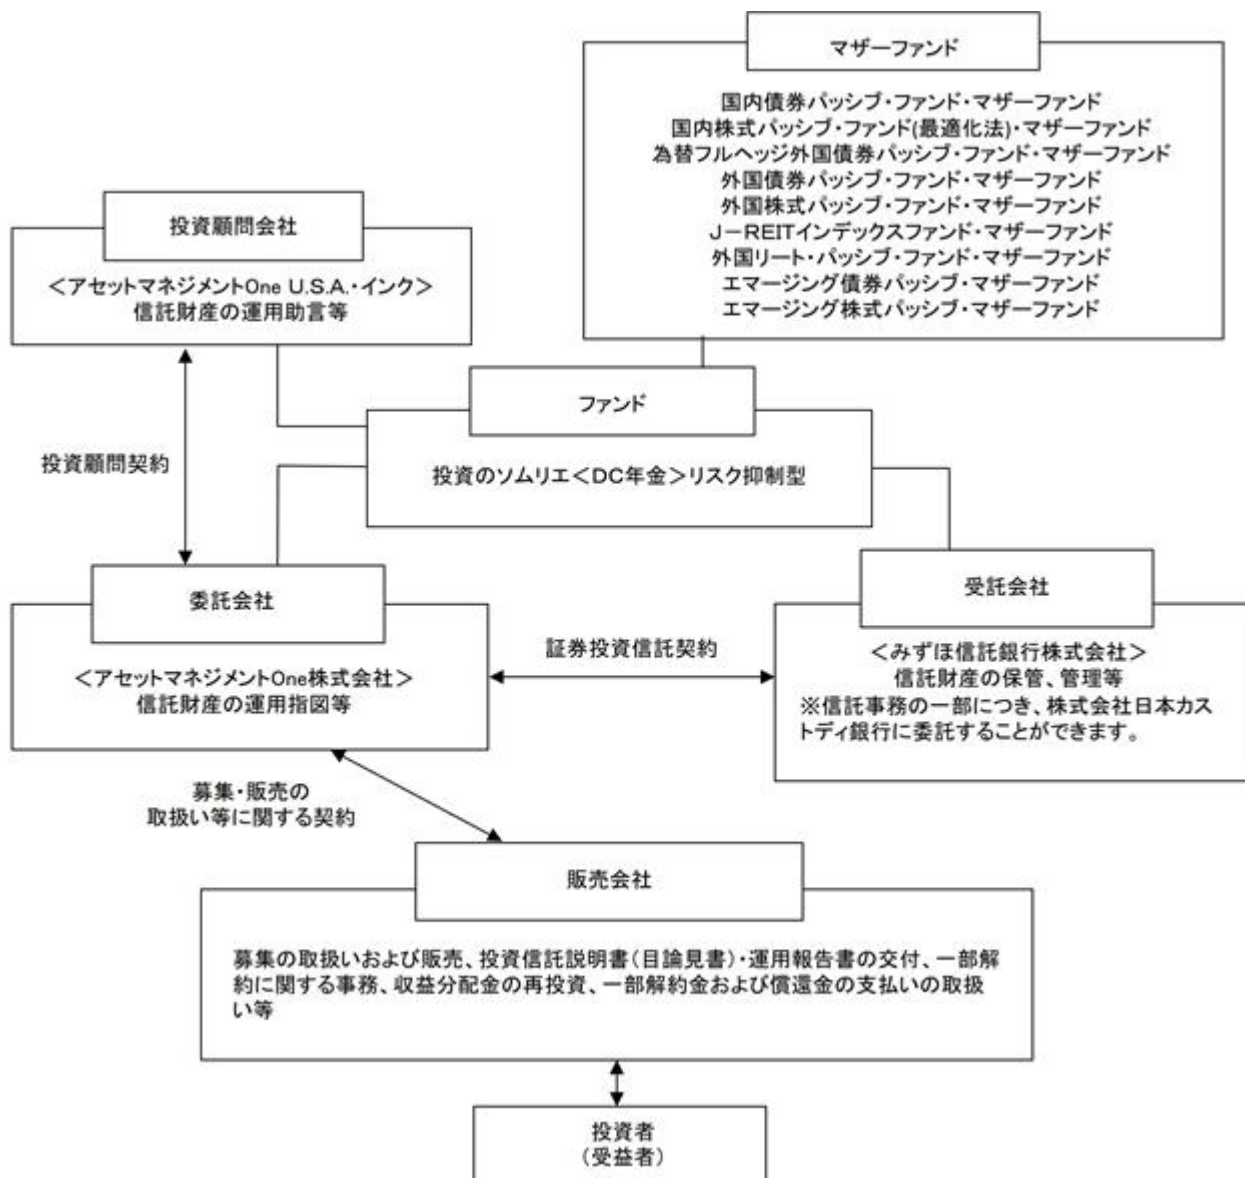 マザーファンド
国内債券パッシブ・ファンド・マザーファンド
国内株式パッシブ・ファンド(最適化法)・マザーファンド
為替フルヘッジ外国債券パッシブ・ファンド・マザーファンド
外国債券パッシブ・ファンド・マザーファンド
外国株式パッシブ・ファンド・マザーファンド
J－REITインデックスファンド・マザーファンド
外国リート・パッシブ・ファンド・マザーファンド
エマージング債券パッシブ・マザーファンド
エマージング株式パッシブ・マザーファンド
投資顧問会社
＜アセットマネジメントOne U.S.A.・インク＞
信託財産の運用助言等
ファンド
投資のソムリエ＜DC年金＞リスク抑制型
投資顧問契約
委託会社
＜アセットマネジメントOne株式会社＞
信託財産の運用指図等
証券投資信託契約
受託会社
＜みずほ信託銀行株式会社＞
信託財産の保管、管理等
※信託事務の一部につき、株式会社日本カス
トディ銀行に委託することができます。
募集・販売の
取扱い等に関する契約
販売会社
募集の取扱いおよび販売、投資信託説明書(目論見書)・運用報告書の交付、一部解
約に関する事務、収益分配金の再投資、一部解約金および償還金の支払いの取扱
い等
投資者
(受益者)